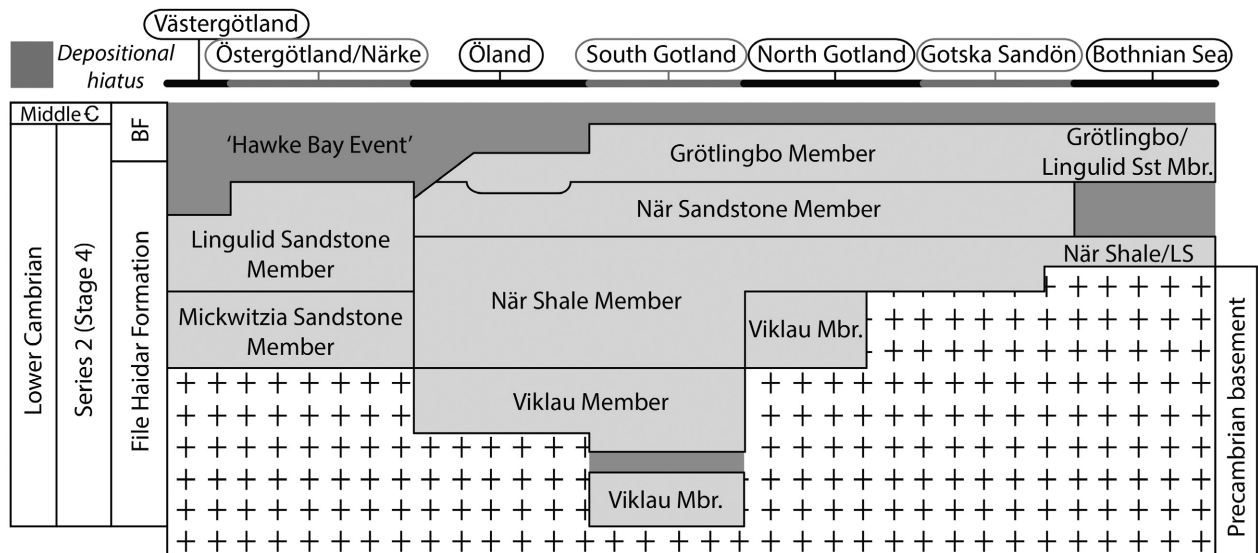 Västergötland
Depositional
hiatus
Östergötland/Närke
Öland
South Gotland
North Gotland
Gotska Sandön
Bothnian Sea
Middle Ꞓ
BF
Lower Cambrian
Series 2 (Stage 4)
File Haidar Formation
'Hawke Bay Event'
Grötlingbo Member
Grötlingbo/
Lingulid Sst Mbr.
När Sandstone Member
Lingulid Sandstone
Member
När Shale/LS
När Shale Member
Mickwitzia Sandstone
Member
Viklau Mbr.
Viklau Member
Viklau Mbr.
Precambrian basement